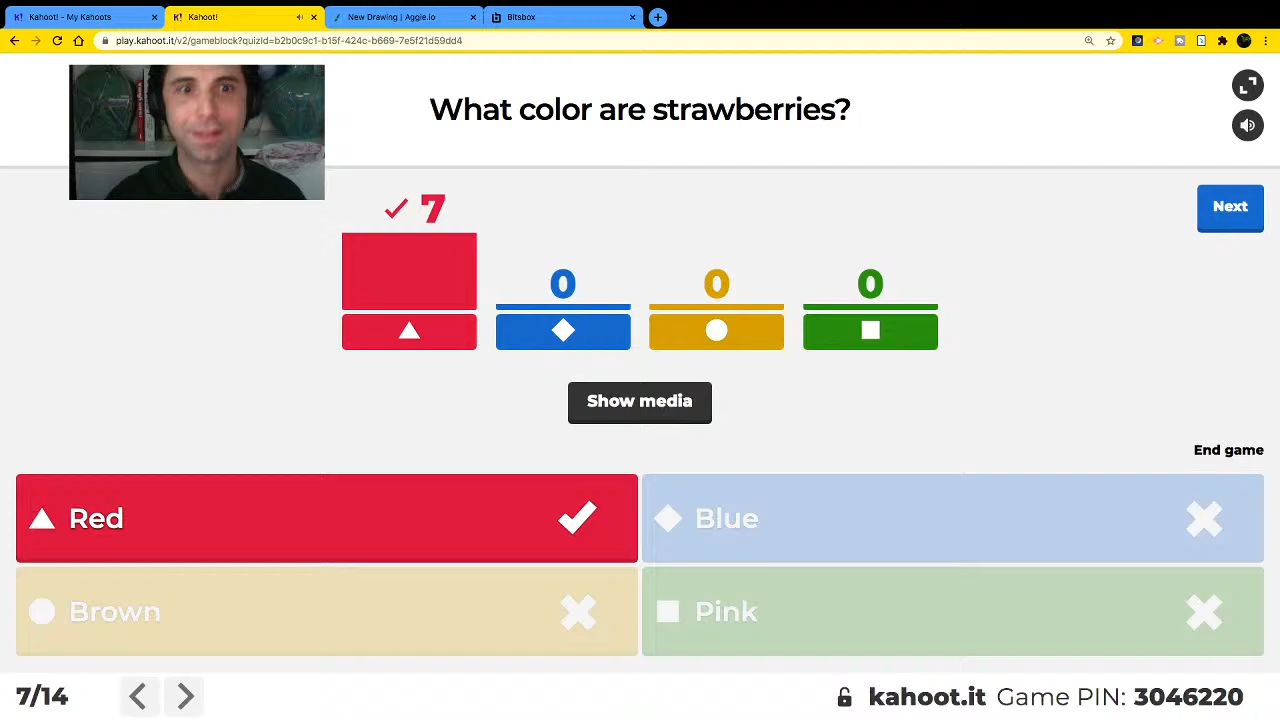 Kahoot! - My Kahoots
Kahoot!
New Drawing | Aggie.io
Bitsbox
play.kahoot.it/v2/gameblock?quizId=b2b0c9c1-b15f-424c-b669-7e5f21d59dd4
What color are strawberries?
7
0
0
0
Next
Show media
End game
Red
Blue
Brown
Pink
7/14
kahoot.it Game PIN: 3046220